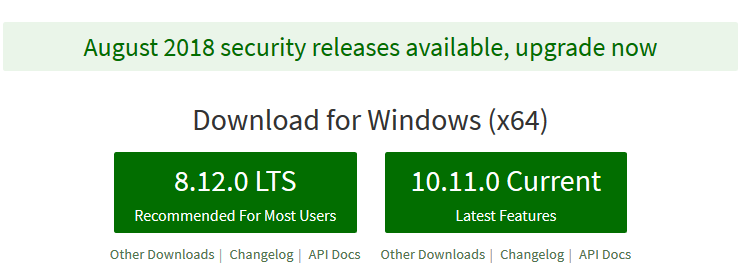 August 2018 security releases available, upgrade now
Download for Windows (x64)
8.12.0 LTS
Recommended For Most Users
10.11.0 Current
Latest Features
Other Downloads | Changelog | API Docs
Other Downloads | Changelog | API Docs